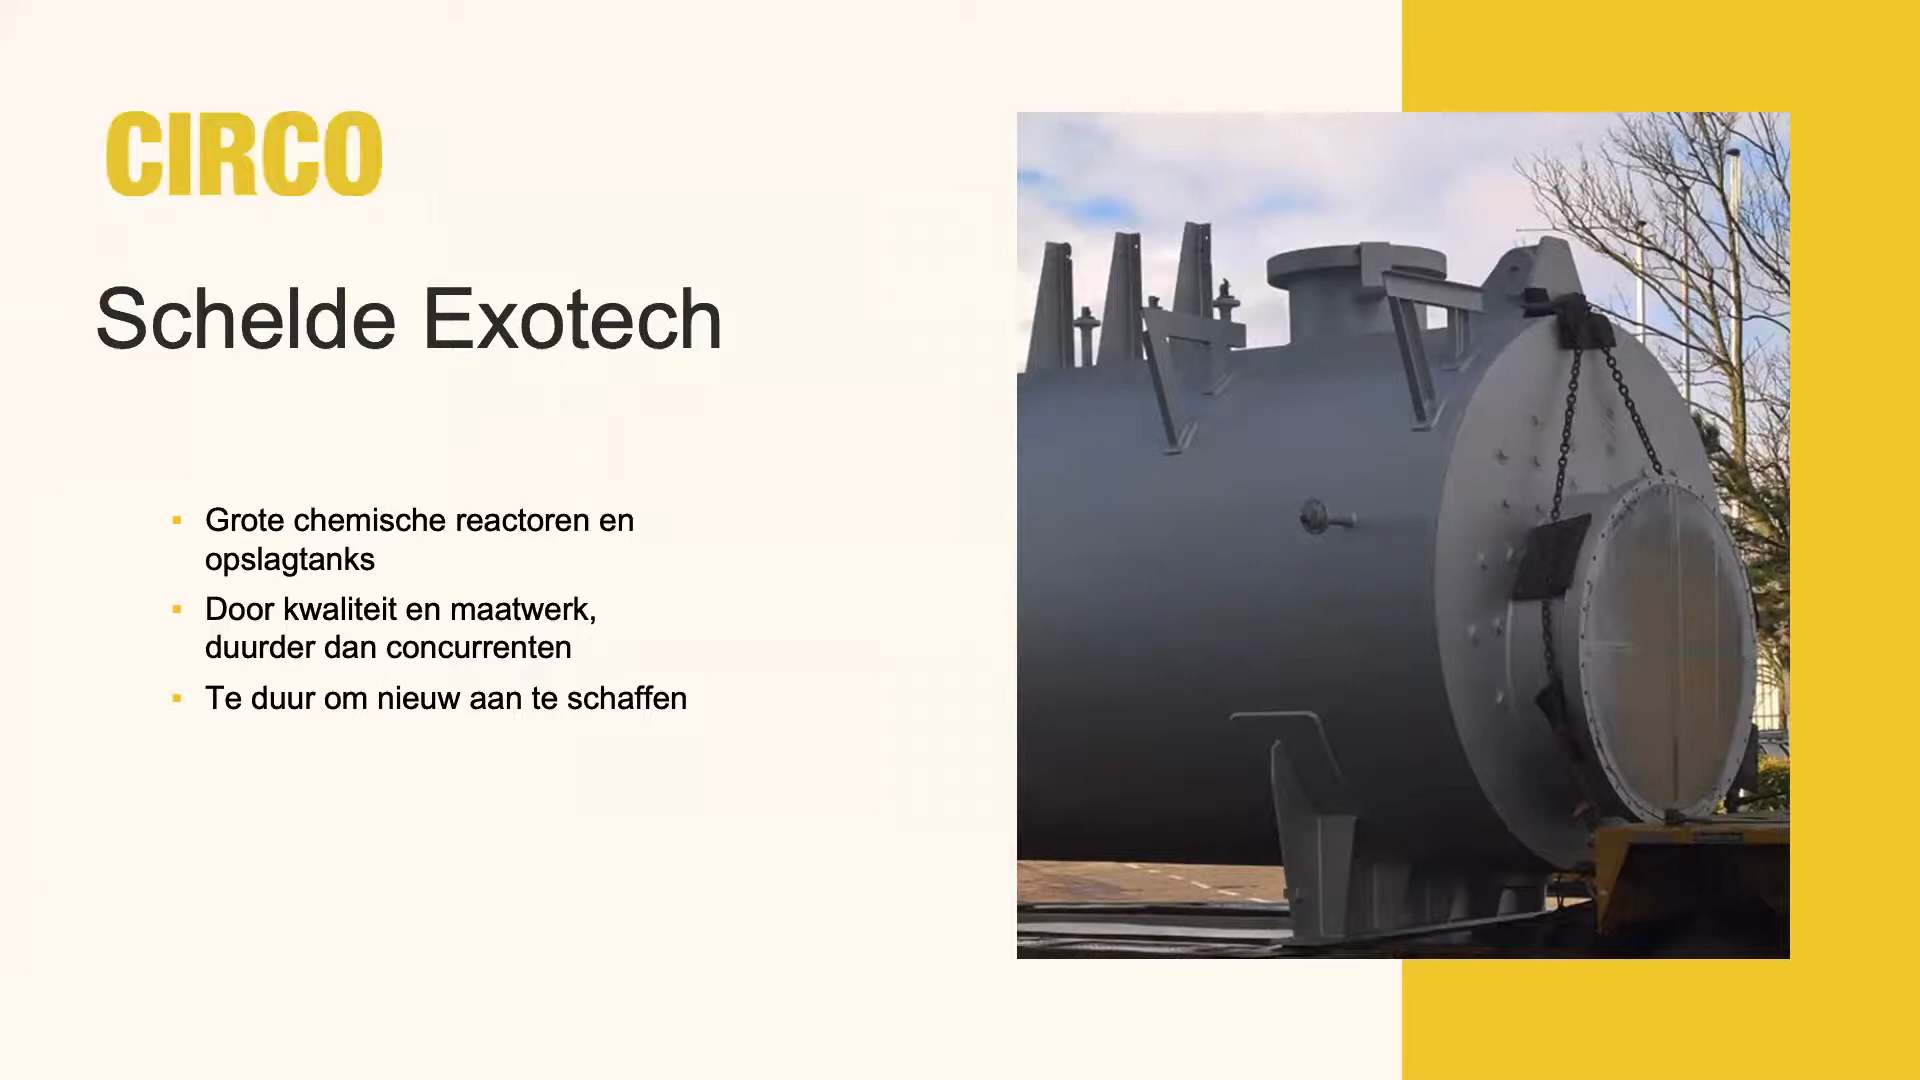 CIRCO
Schelde Exotech
▪ Grote chemische reactoren en
opslagtanks
▪ Door kwaliteit en maatwerk,
duurder dan concurrenten
▪ Te duur om nieuw aan te schaffen